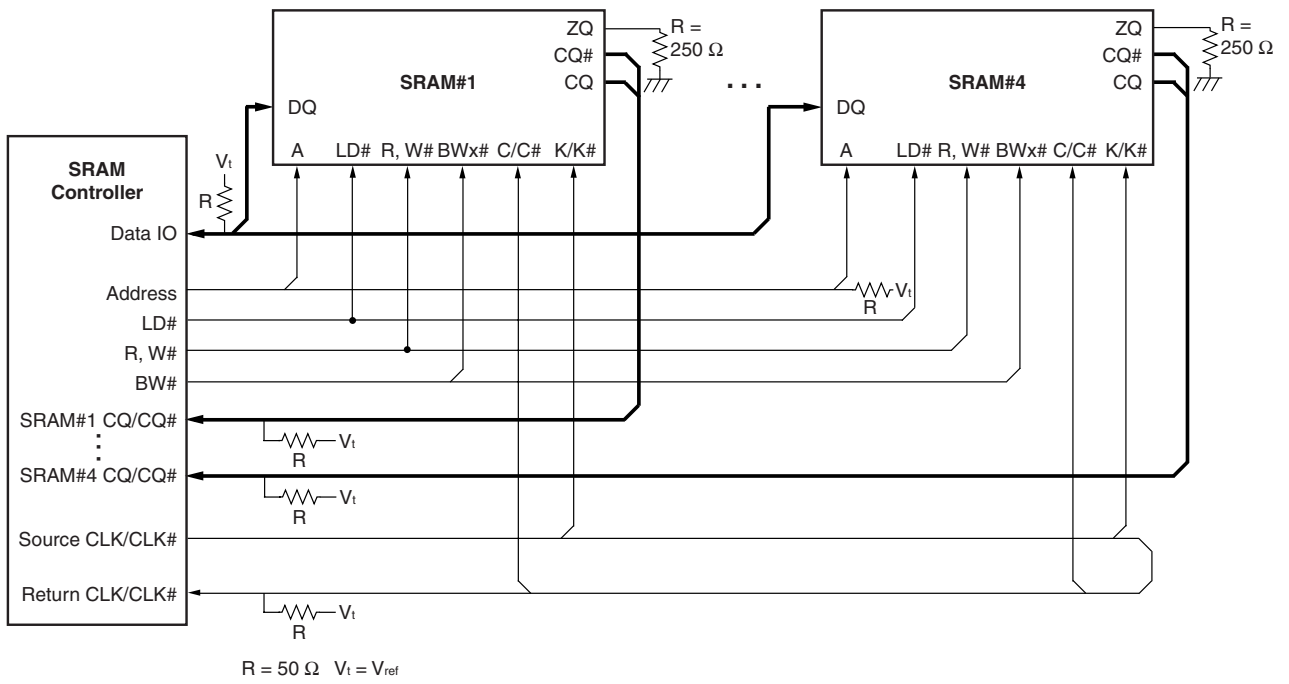 ZQ
R =
250 Ω
CQ#
CQ
SRAM#1
DQ
A LD# R, W# BWx# C/C# K/K#
. . .
ZQ
R =
250 Ω
CQ#
CQ
SRAM#4
DQ
A LD# R, W# BWx# C/C# K/K#
SRAM
Controller
Vt
R
Data IO
Address
Vt
R
LD#
R, W#
BW#
SRAM#1 CQ/CQ#
Vt
R
SRAM#4 CQ/CQ#
Vt
R
Source CLK/CLK#
Return CLK/CLK#
Vt
R
R = 50 Ω Vt = Vref